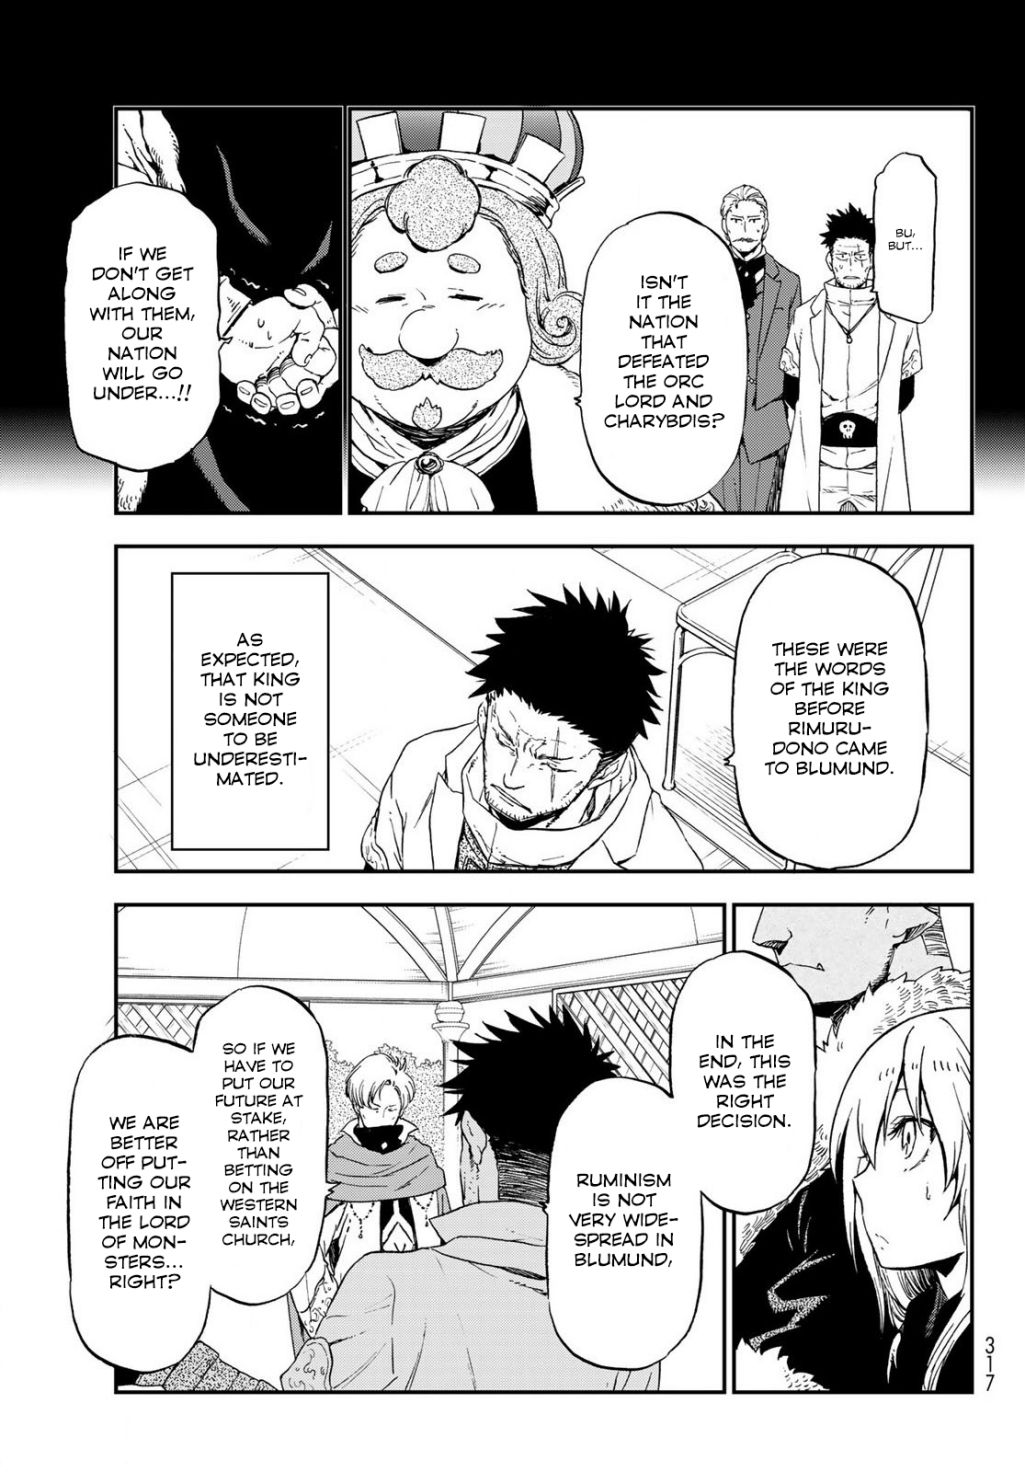 BU,
BUT...
ISN'T
IT THE
NATION
THAT
DEFEATED
THE ORC
LORD AND
CHARYBDIS?
IF WE
DON'T GET
ALONG
WITH THEM,
OUR
NATION
WILL GO
UNDER...!!
THESE WERE
THE WORDS
OF THE KING
BEFORE
RIMURU-
DONO CAME
TO BLUMUND.
AS
EXPECTED,
THAT KING
IS NOT
SOMEONE
TO BE
UNDERESTI-
MATED.
IN THE
END, THIS
WAS THE
RIGHT
DECISION.
RUMINISM
IS NOT
VERY WIDE-
SPREAD IN
BLUMUND,
SO IF WE
HAVE TO
PUT OUR
FUTURE AT
STAKE,
RATHER
THAN
BETTING
ON THE
WESTERN
SAINTS
CHURCH,
WE ARE
BETTER
OFF PUT-
TING OUR
FAITH IN
THE LORD
OF MON-
STERS...
RIGHT?
317